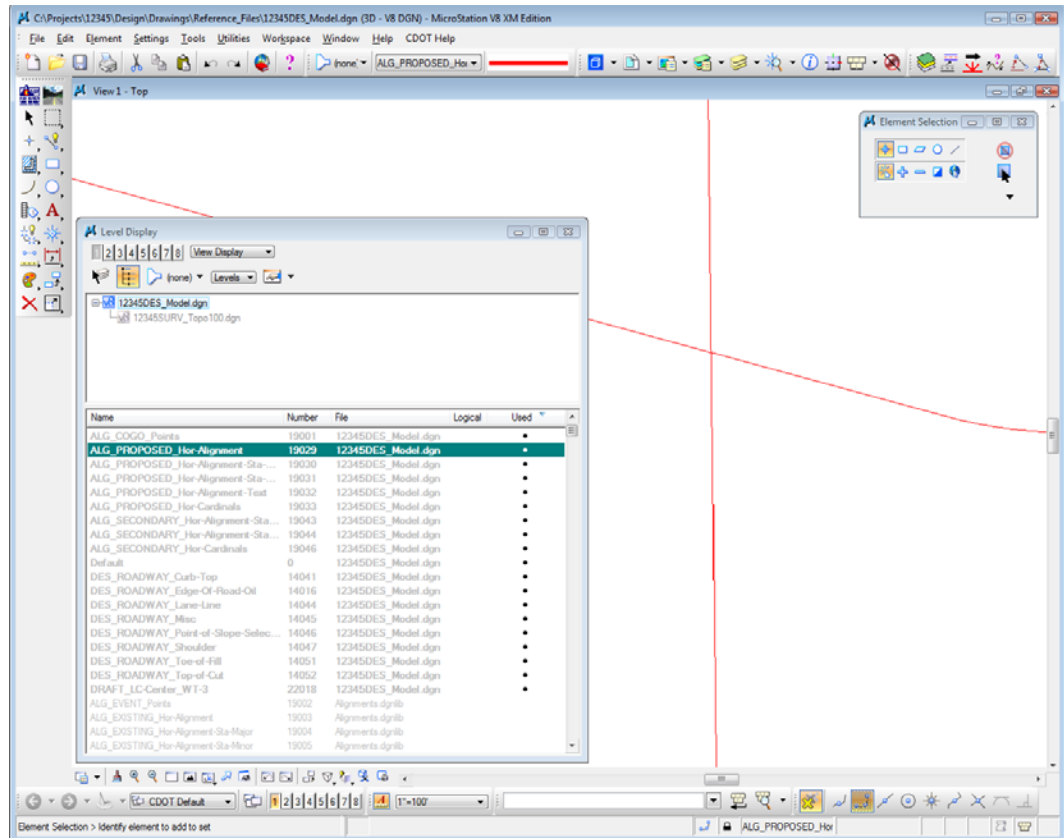 C:\Projects\12345\Design\Drawings\Reference_Files\12345DES_Model.dgn (3D - V8 DGN) - MicroStation V8 XM Edition
File Edit Element Settings Tools Utilities Workspace Window Help CDOT Help
(none) ALG_PROPOSED_Hor
View 1 - Top
Element Selection
Level Display
1 2 3 4 5 6 7 8 View Display
(none) Levels
12345DES_Model.dgn
12345SURV_Topo100.dgn
Name Number File Logical Used
ALG_COGO_Points 19001 12345DES_Model.dgn •
ALG_PROPOSED_Hor-Alignment 19029 12345DES_Model.dgn •
ALG_PROPOSED_Hor-Alignment-Sta-... 19030 12345DES_Model.dgn •
ALG_PROPOSED_Hor-Alignment-Sta-... 19031 12345DES_Model.dgn •
ALG_PROPOSED_Hor-Alignment-Text 19032 12345DES_Model.dgn •
ALG_PROPOSED_Hor-Cardinals 19033 12345DES_Model.dgn •
ALG_SECONDARY_Hor-Alignment-Sta... 19043 12345DES_Model.dgn •
ALG_SECONDARY_Hor-Alignment-Sta... 19044 12345DES_Model.dgn •
ALG_SECONDARY_Hor-Cardinals 19046 12345DES_Model.dgn •
Default 0 12345DES_Model.dgn •
DES_ROADWAY_Curb-Top 14041 12345DES_Model.dgn •
DES_ROADWAY_Edge-Of-Road-Oil 14016 12345DES_Model.dgn •
DES_ROADWAY_Lane-Line 14044 12345DES_Model.dgn •
DES_ROADWAY_Misc 14045 12345DES_Model.dgn •
DES_ROADWAY_Point-of-Slope-Selec... 14046 12345DES_Model.dgn •
DES_ROADWAY_Shoulder 14047 12345DES_Model.dgn •
DES_ROADWAY_Toe-of-Fill 14051 12345DES_Model.dgn •
DES_ROADWAY_Top-of-Cut 14052 12345DES_Model.dgn •
DRAFT_LC-Center_WT-3 22018 12345DES_Model.dgn •
ALG_EVENT_Points 19002 Alignments.dgnlib
ALG_EXISTING_Hor-Alignment 19003 Alignments.dgnlib
ALG_EXISTING_Hor-Alignment-Sta-Major 19004 Alignments.dgnlib
ALG_EXISTING_Hor-Alignment-Sta-Minor 19005 Alignments.dgnlib
CDOT Default 1 2 3 4 5 6 7 8 1"=100'
Element Selection > Identify element to add to set ALG_PROPOSED_Hor